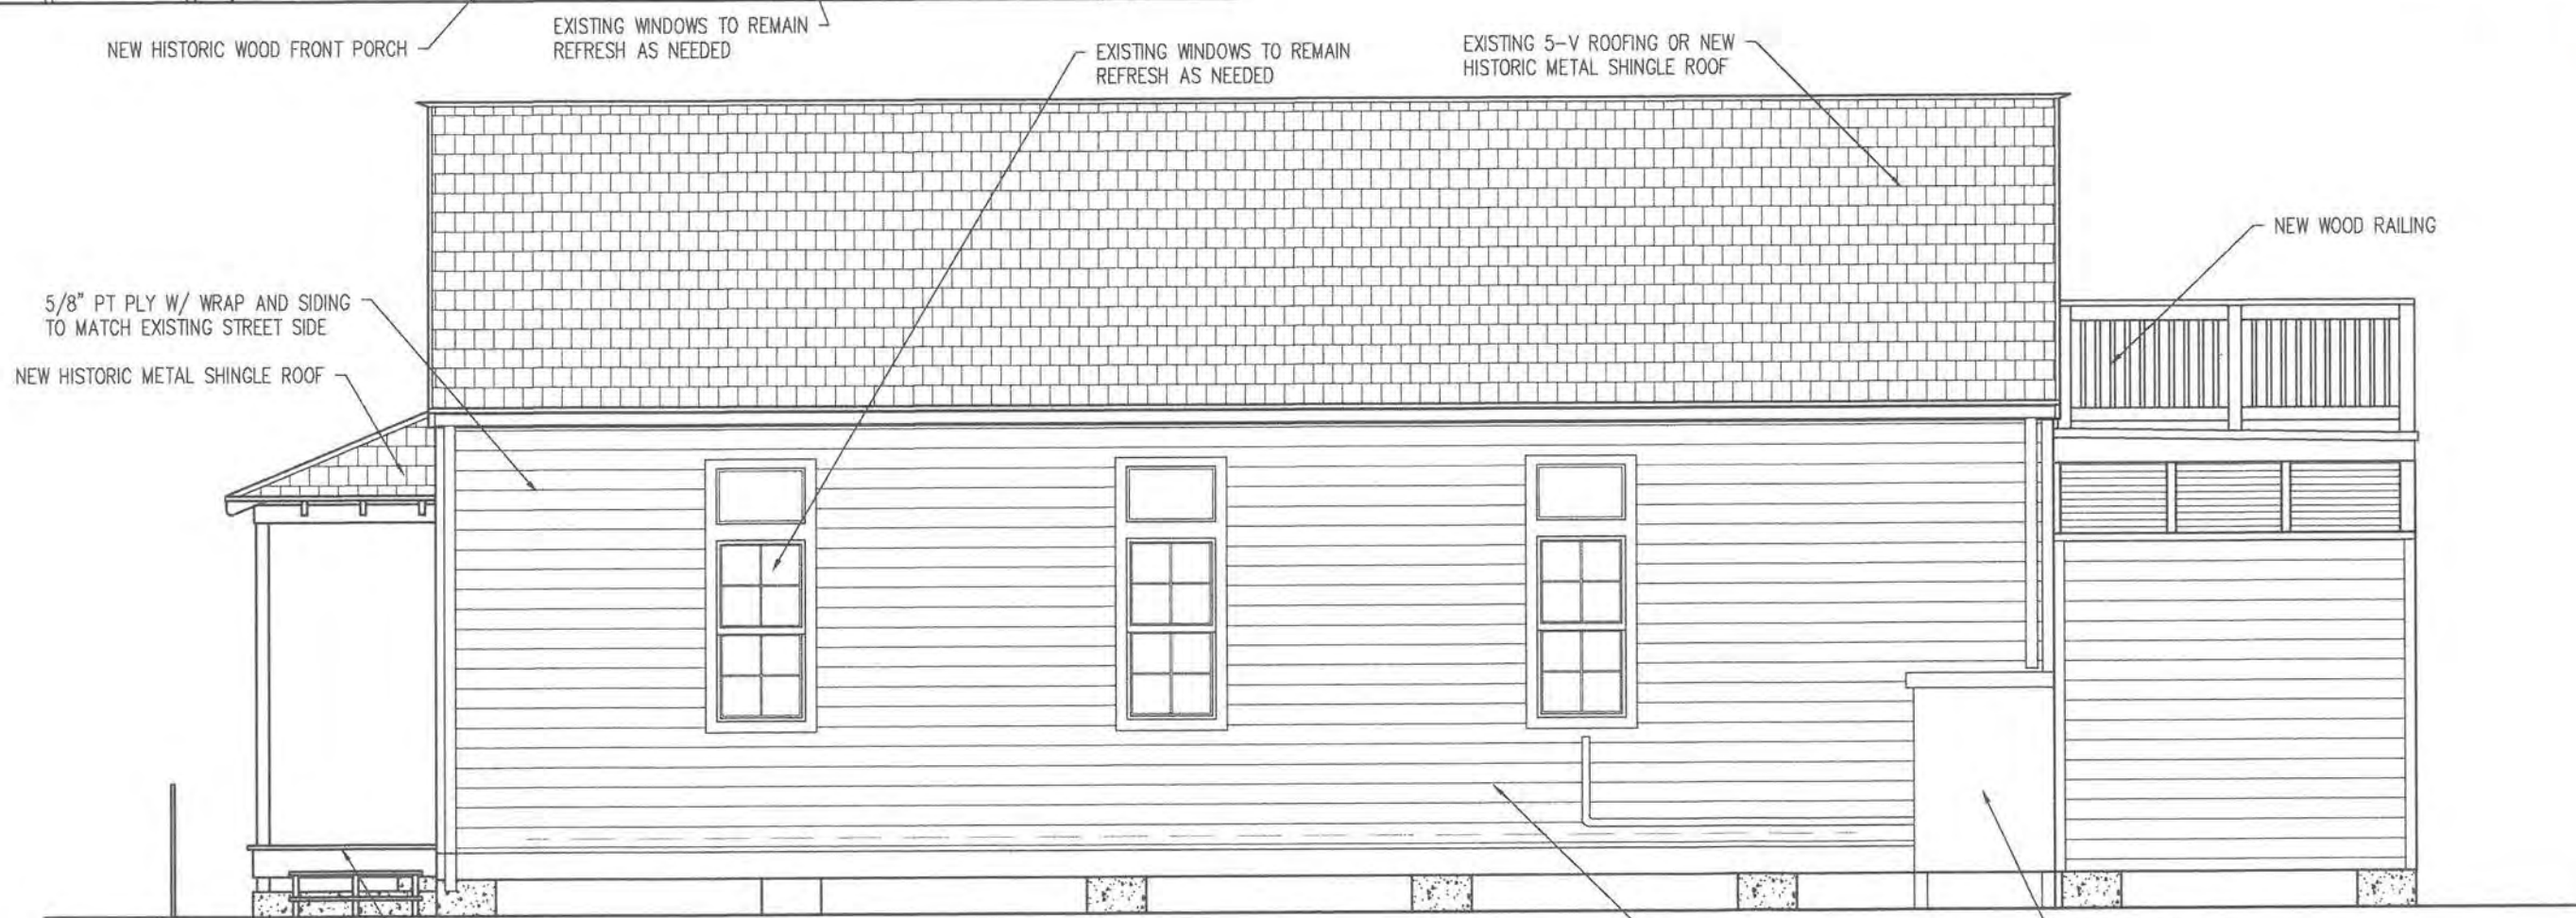 NEW HISTORIC WOOD FRONT PORCH
EXISTING WINDOWS TO REMAIN
REFRESH AS NEEDED
EXISTING WINDOWS TO REMAIN
REFRESH AS NEEDED
EXISTING 5-V ROOFING OR NEW
HISTORIC METAL SHINGLE ROOF
NEW WOOD RAILING
5/8" PT PLY W/ WRAP AND SIDING
TO MATCH EXISTING STREET SIDE
NEW HISTORIC METAL SHINGLE ROOF